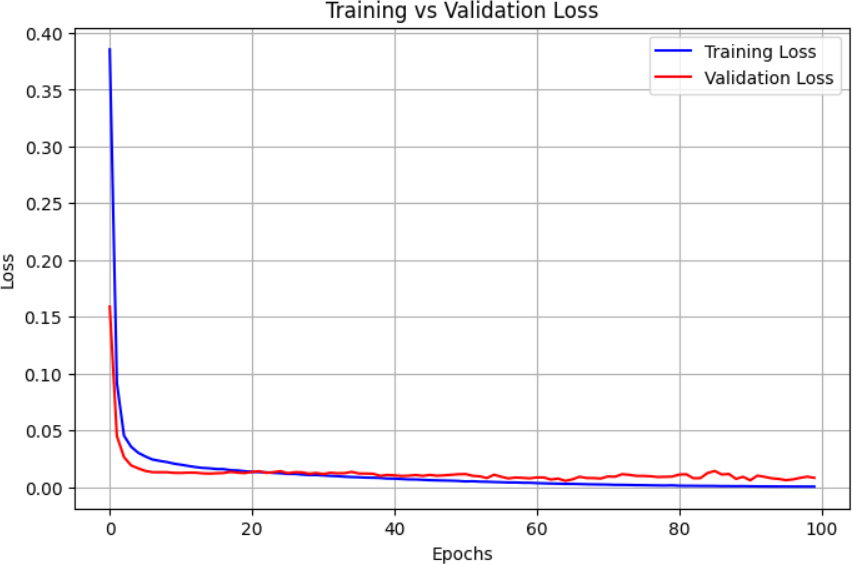 Training vs Validation Loss
0.40
0.35
0.30
0.25
0.20
0.15
0.10
0.05
0.00
Loss
Training Loss
Validation Loss
0 20 40 60 80 100
Epochs